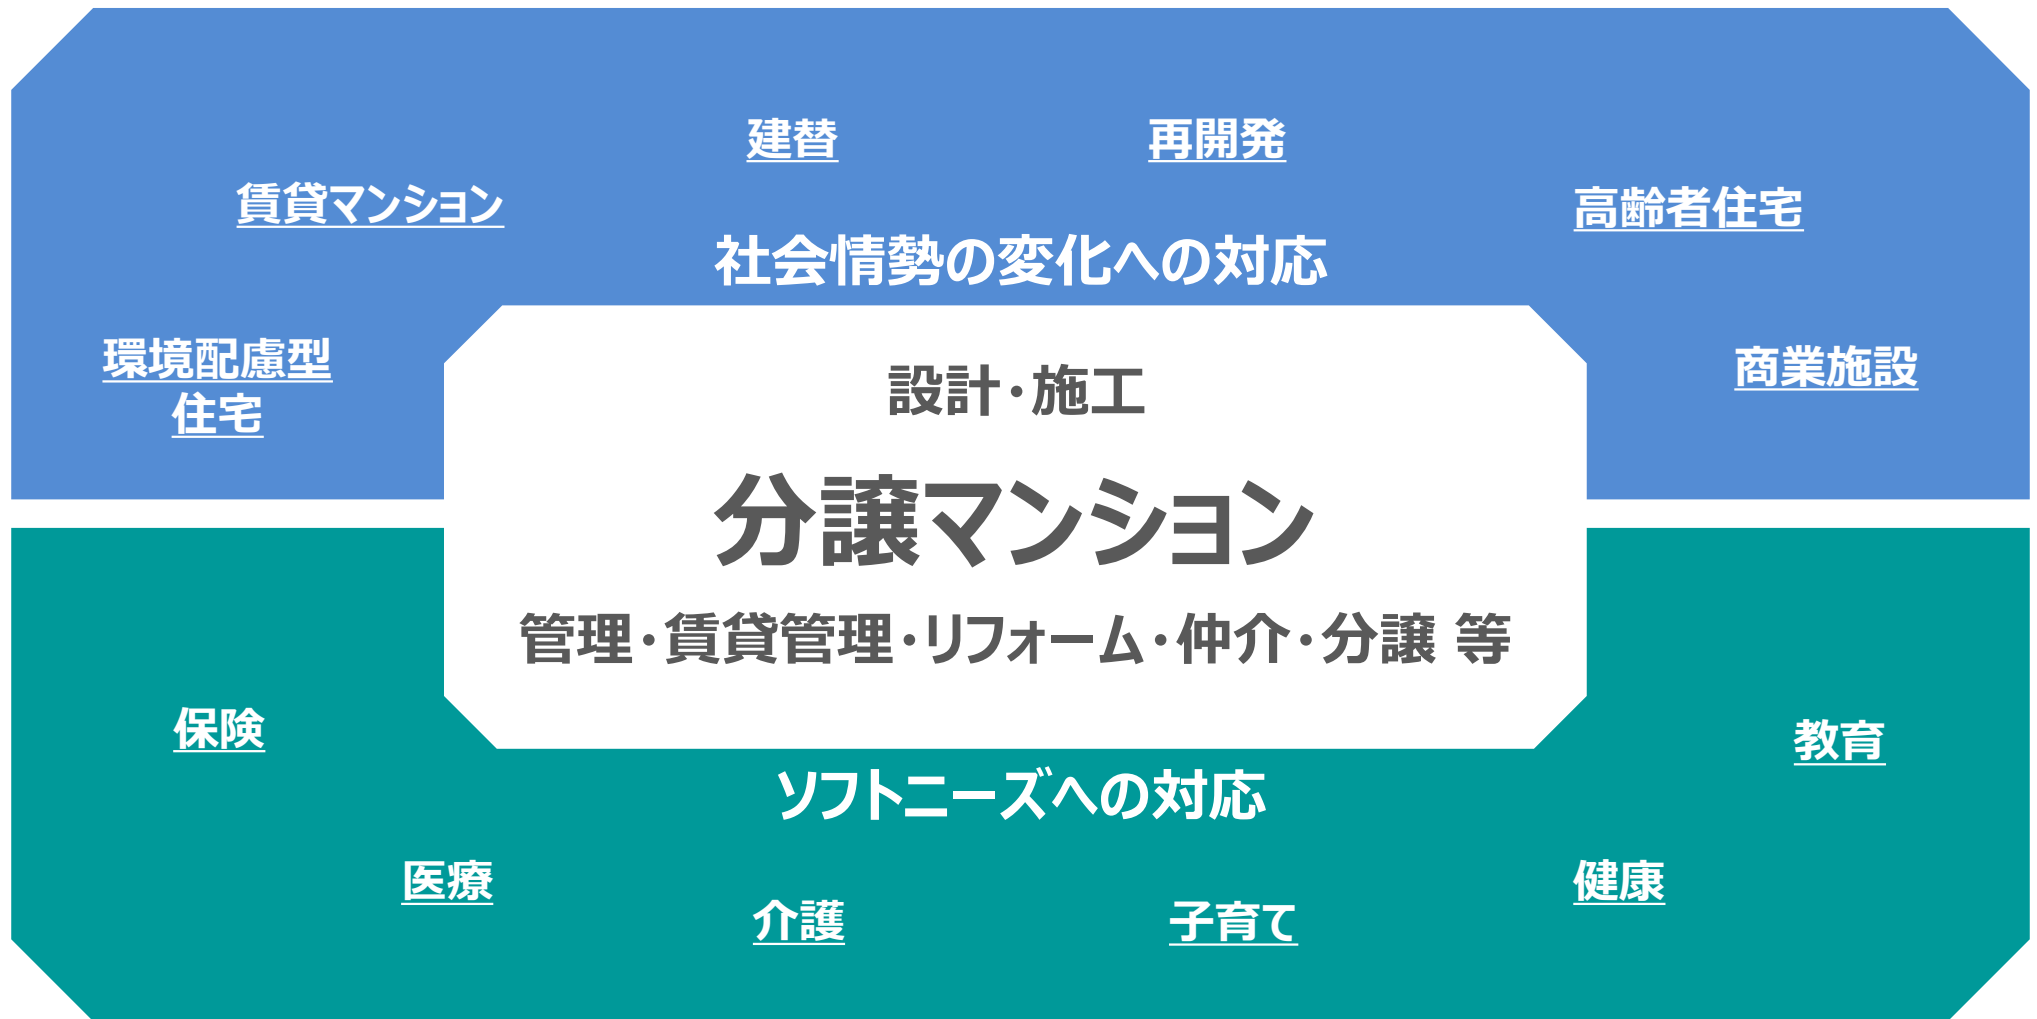 建替
再開発
賃貸マンション
高齢者住宅
社会情勢の変化への対応
環境配慮型
住宅
商業施設
設計・施工
分譲マンション
管理・賃貸管理・リフォーム・仲介・分譲 等
保険
教育
ソフトニーズへの対応
医療
健康
介護
子育て